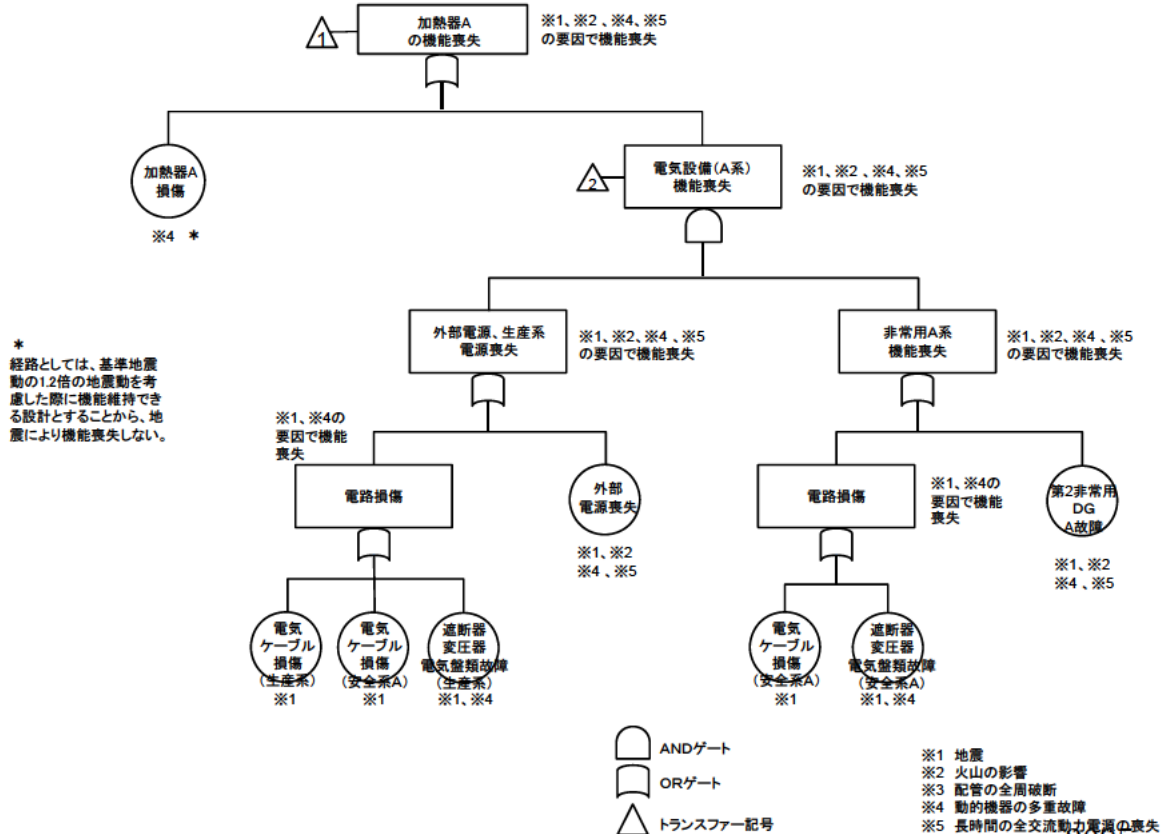 加熱器A
の機能喪失
※1、※2 、※4、※5
の要因で機能喪失
1
加熱器A
損傷
※4 *
電気設備(A系)
機能喪失
※1、※2 、※4、※5
の要因で機能喪失
2
*
経路としては、基準地震
動の1.2倍の地震動を考
慮した際に機能維持でき
る設計とすることから、地
震により機能喪失しない。
外部電源、生産系
電源喪失
※1、※2、※4 、※5
の要因で機能喪失
非常用A系
機能喪失
※1、※2、※4 、※5
の要因で機能喪失
※1、※4の
要因で機能
喪失
電路損傷
外部
電源喪失
※1、※2
※4 、※5
電路損傷
※1、※4の
要因で機能
喪失
第2非常用
DG
A故障
※1、※2
※4 、※5
電気
ケーブル
損傷
(生産系)
※1
電気
ケーブル
損傷
(安全系A)
※1
遮断器
変圧器
電気盤類故障
(生産系)
※1、※4
電気
ケーブル
損傷
(安全系A)
※1
遮断器
変圧器
電気盤類故障
(安全系A)
※1、※4
ANDゲート
ORゲート
トランスファー記号
※1 地震
※2 火山の影響
※3 配管の全周破断
※4 動的機器の多重故障
※5 長時間の全交流動力電源の喪失